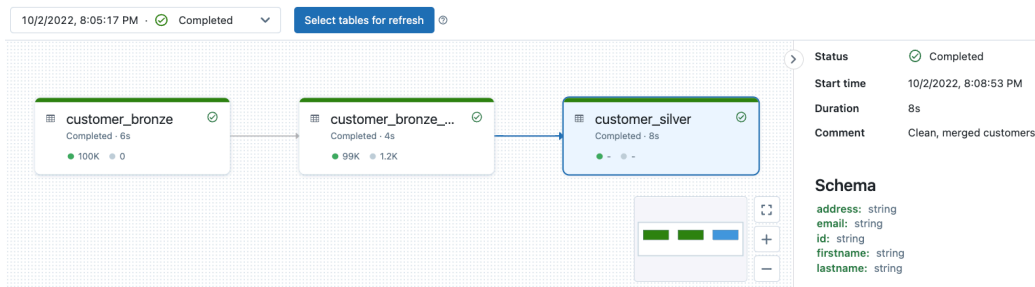 10/2/2022, 8:05:17 PM · Completed
Select tables for refresh
customer_bronze
Completed · 6s
100K 0
customer_bronze_...
Completed · 4s
99K 1.2K
customer_silver
Completed · 8s
- -
Status Completed
Start time 10/2/2022, 8:08:53 PM
Duration 8s
Comment Clean, merged customers
Schema
address: string
email: string
id: string
firstname: string
lastname: string